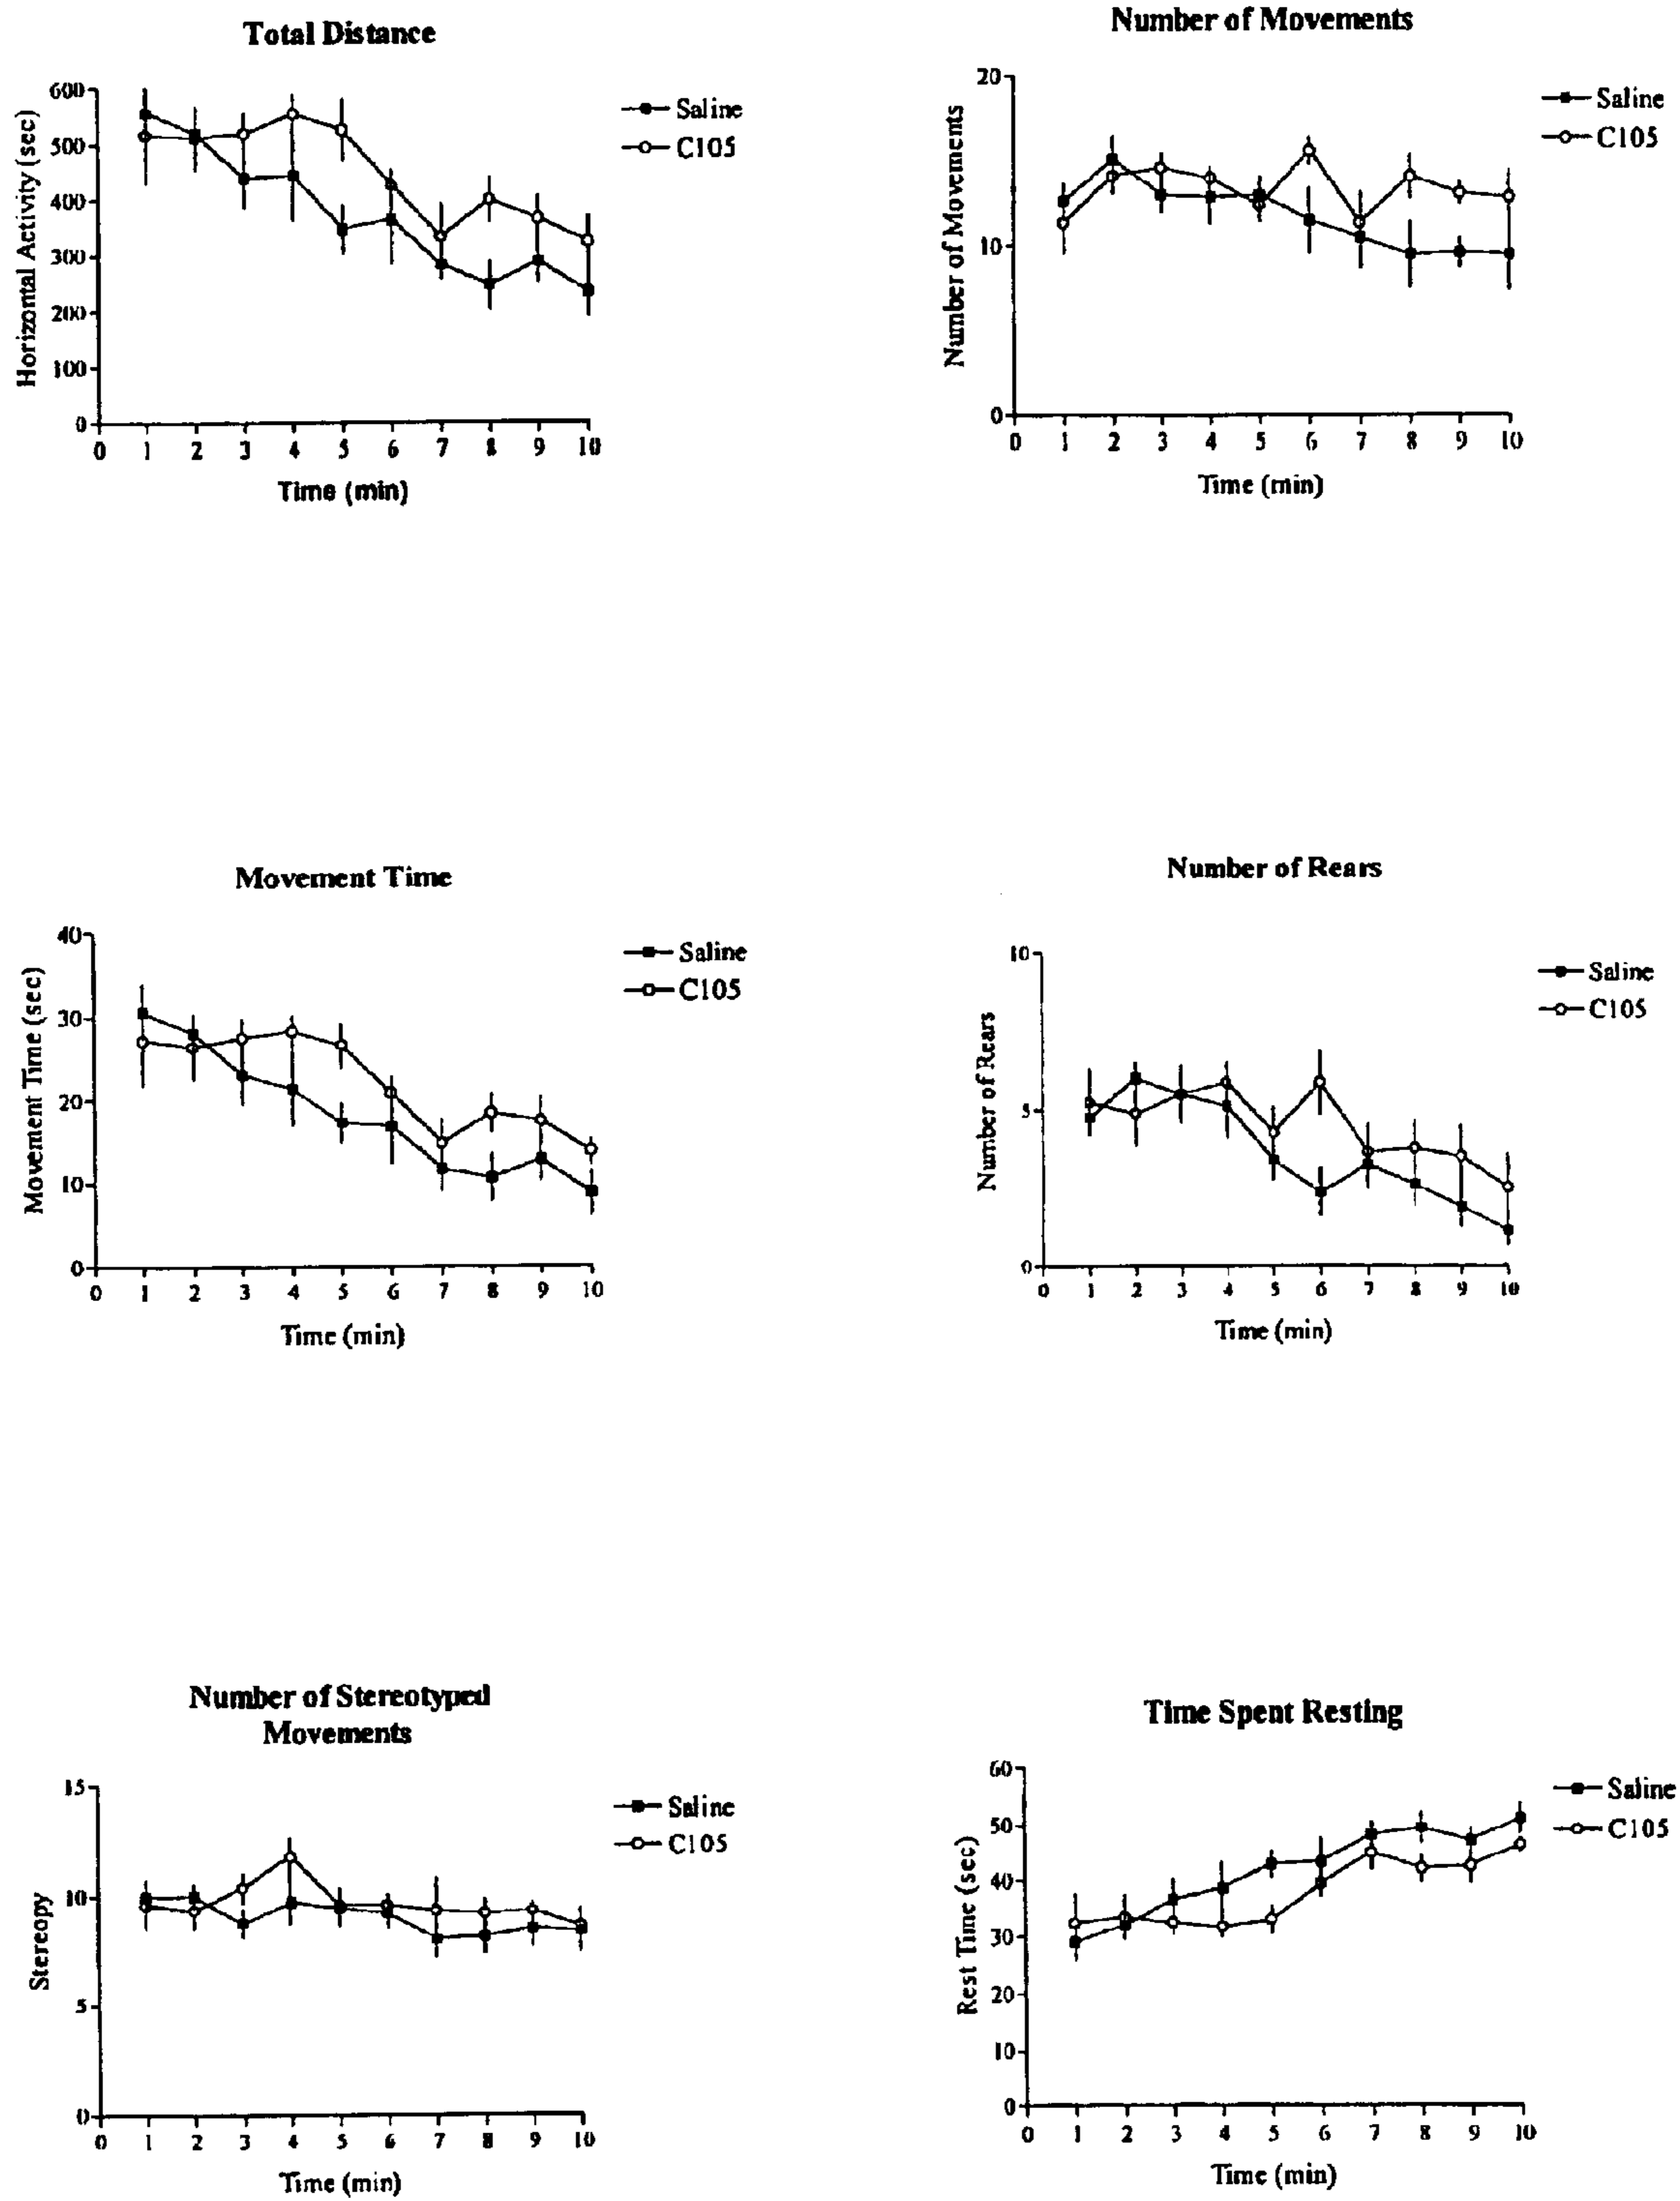 Total Distance
Horizontal Activity (sec)
600
500
400
300
200
100
0
0 1 2 3 4 5 6 7 8 9 10
Time (min)
Saline
C105
Number of Movements
Number of Movements
20
10
0
0 1 2 3 4 5 6 7 8 9 10
Time (min)
Saline
C105
Movement Time
Movement Time (sec)
40
30
20
10
0
0 1 2 3 4 5 6 7 8 9 10
Time (min)
Saline
C105
Number of Rears
Number of Rears
10
5
0
0 1 2 3 4 5 6 7 8 9 10
Time (min)
Saline
C105
Number of Stereotyped
Movements
Stereopy
15
10
5
0
0 1 2 3 4 5 6 7 8 9 10
Time (min)
Saline
C105
Time Spent Resting
Rest Time (sec)
60
50
40
30
20
10
0
0 1 2 3 4 5 6 7 8 9 10
Time (min)
Saline
C105